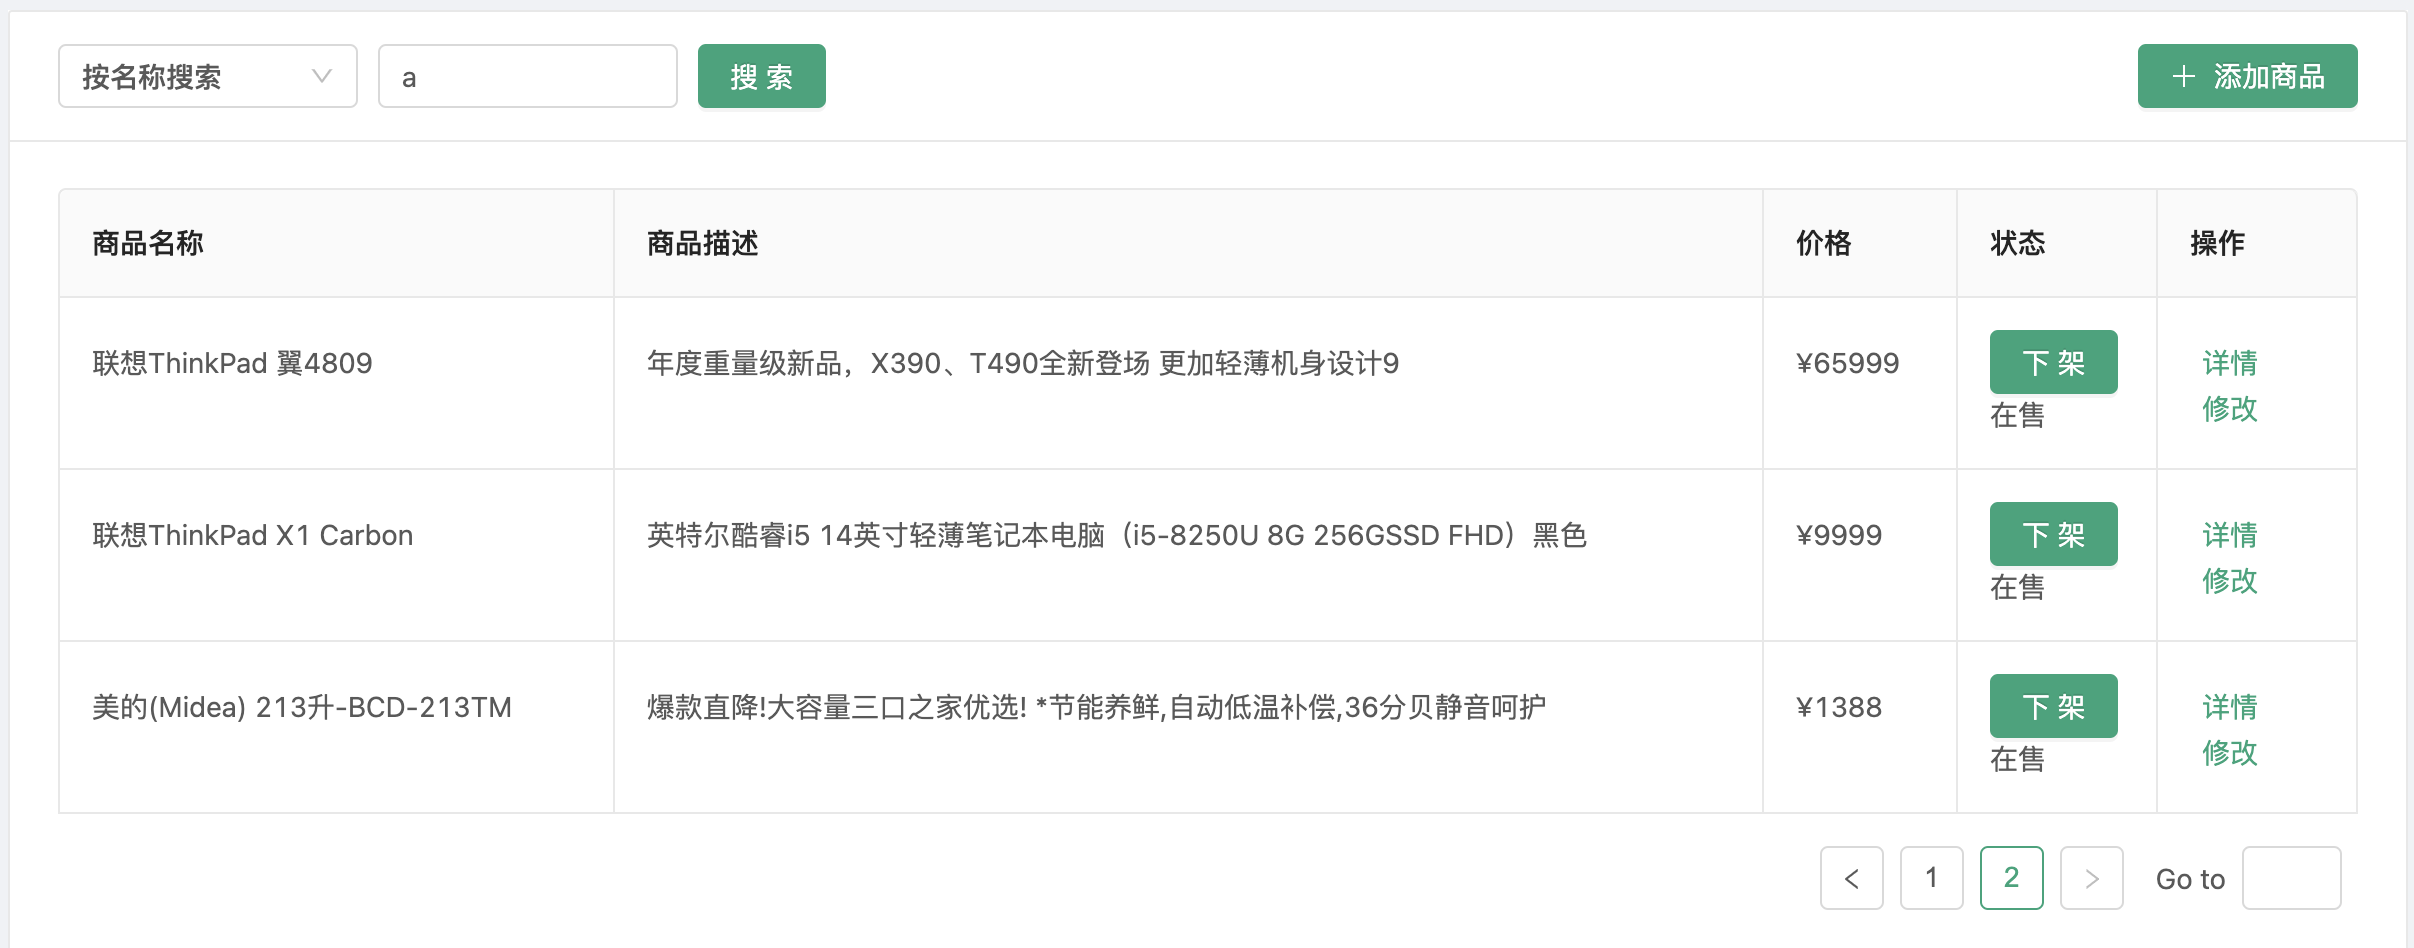 按名称搜索 a 搜 索 添加商品
商品名称 商品描述 价格 状态 操作
联想ThinkPad 翼4809 年度重量级新品，X390、T490全新登场 更加轻薄机身设计9 ¥65999 下 架 详情
在售 修改
联想ThinkPad X1 Carbon 英特尔酷睿i5 14英寸轻薄笔记本电脑（i5-8250U 8G 256GSSD FHD）黑色 ¥9999 下 架 详情
在售 修改
美的(Midea) 213升-BCD-213TM 爆款直降!大容量三口之家优选! *节能养鲜,自动低温补偿,36分贝静音呵护 ¥1388 下 架 详情
在售 修改
< 1 2 > Go to